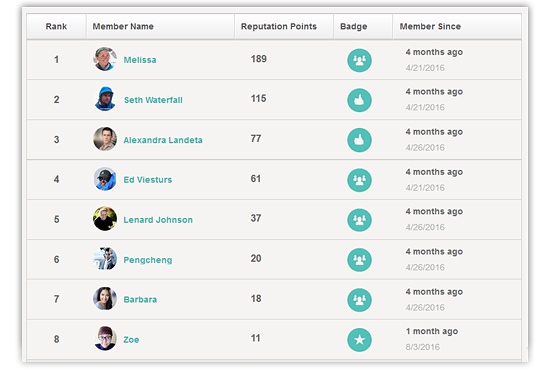 Rank Member Name Reputation Points Badge Member Since
1 Melissa 189 4 months ago
4/21/2016
2 Seth Waterfall 115 4 months ago
4/21/2016
3 Alexandra Landeta 77 4 months ago
4/26/2016
4 Ed Viesturs 61 4 months ago
4/21/2016
5 Lenard Johnson 37 4 months ago
4/26/2016
6 Pengcheng 20 4 months ago
4/26/2016
7 Barbara 18 4 months ago
4/26/2016
8 Zoe 11 1 month ago
8/3/2016